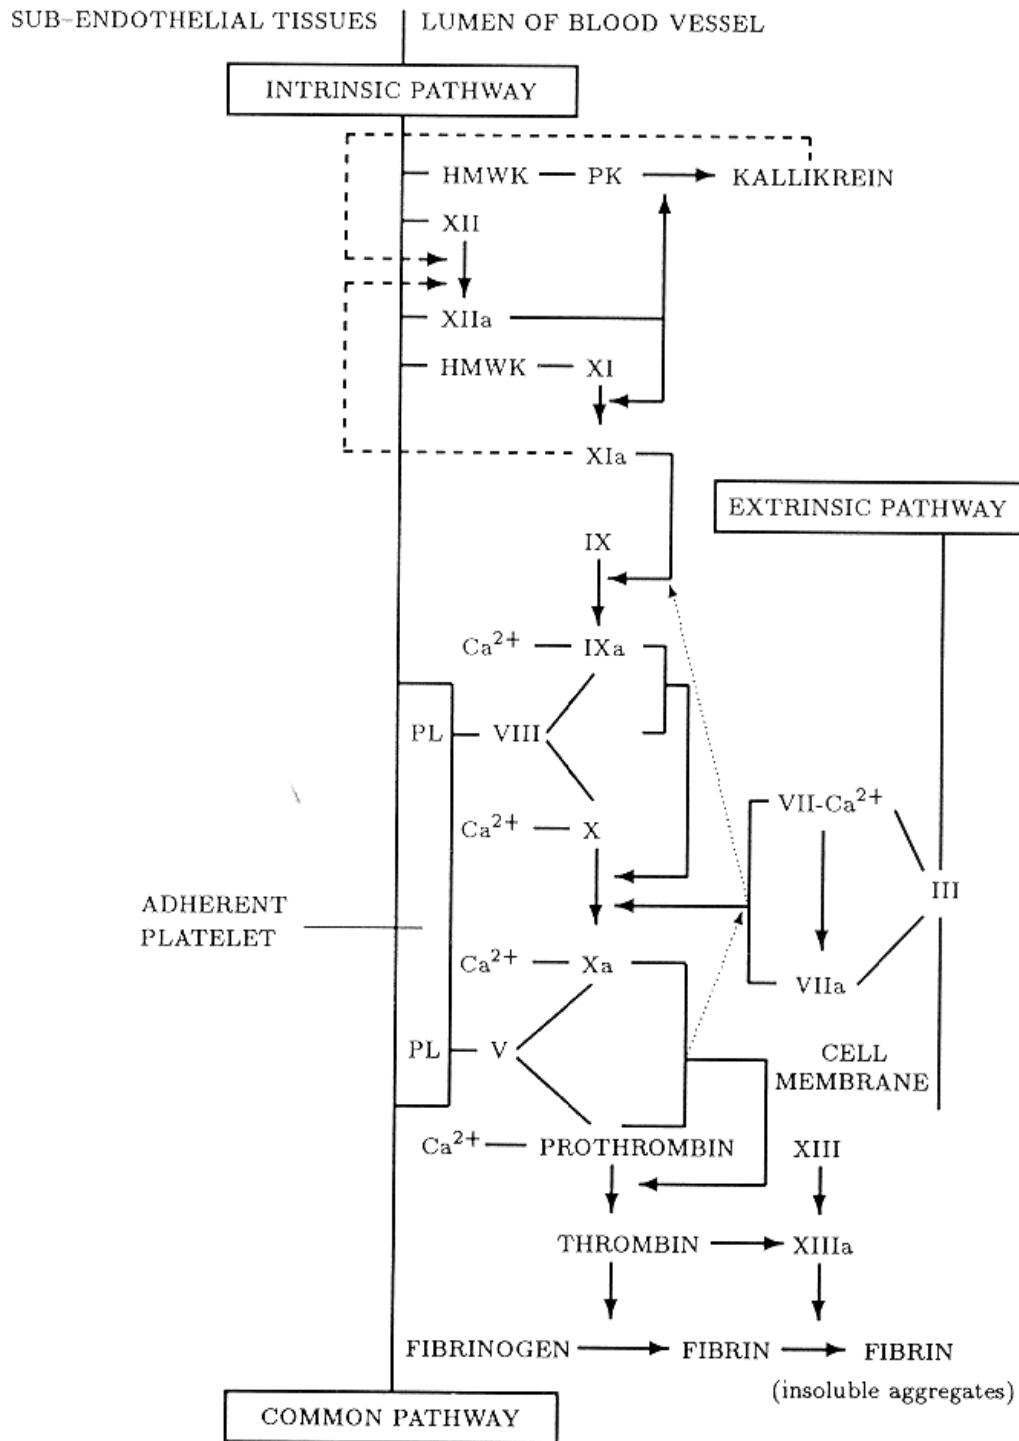 SUB-ENDOTHELIAL TISSUES LUMEN OF BLOOD VESSEL
INTRINSIC PATHWAY
HMWK PK KALLIKREIN
XII
XIIa
HMWK XI
XIa
EXTRINSIC PATHWAY
IX
Ca²⁺ IXa
PL VIII
VII-Ca²⁺
Ca²⁺ X
III
ADHERENT
PLATELET
Ca²⁺ Xa
VIIa
PL V
CELL
MEMBRANE
Ca²⁺ PROTHROMBIN XIII
THROMBIN XIIIa
FIBRINOGEN FIBRIN FIBRIN
(insoluble aggregates)
COMMON PATHWAY